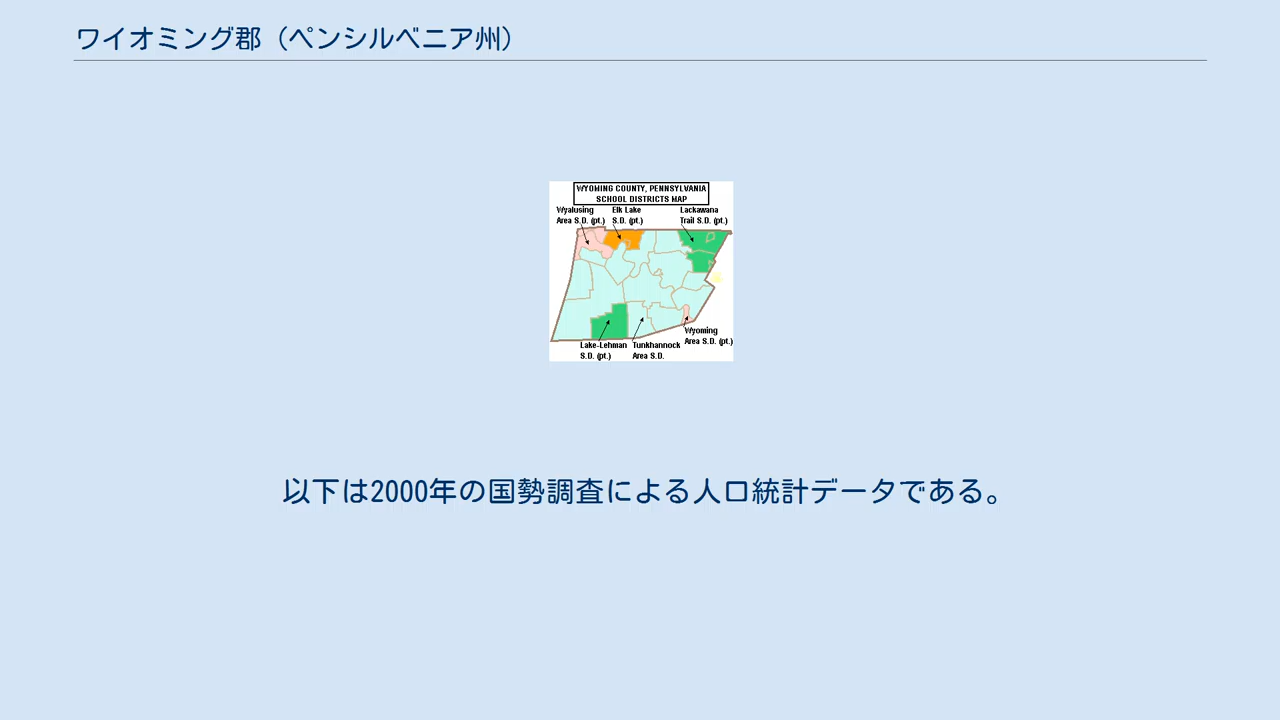 ワイオミング郡（ペンシルベニア州）
WYOMING COUNTY, PENNSYLVANIA
SCHOOL DISTRICTS MAP
Wyalusing
Area S.D. (pt.)
Elk Lake
S.D. (pt.)
Lackawana
Trail S.D. (pt.)
Lake-Lehman
S.D. (pt.)
Tunkhannock
Area S.D.
Wyoming
Area S.D. (pt.)
以下は2000年の国勢調査による人口統計データである。